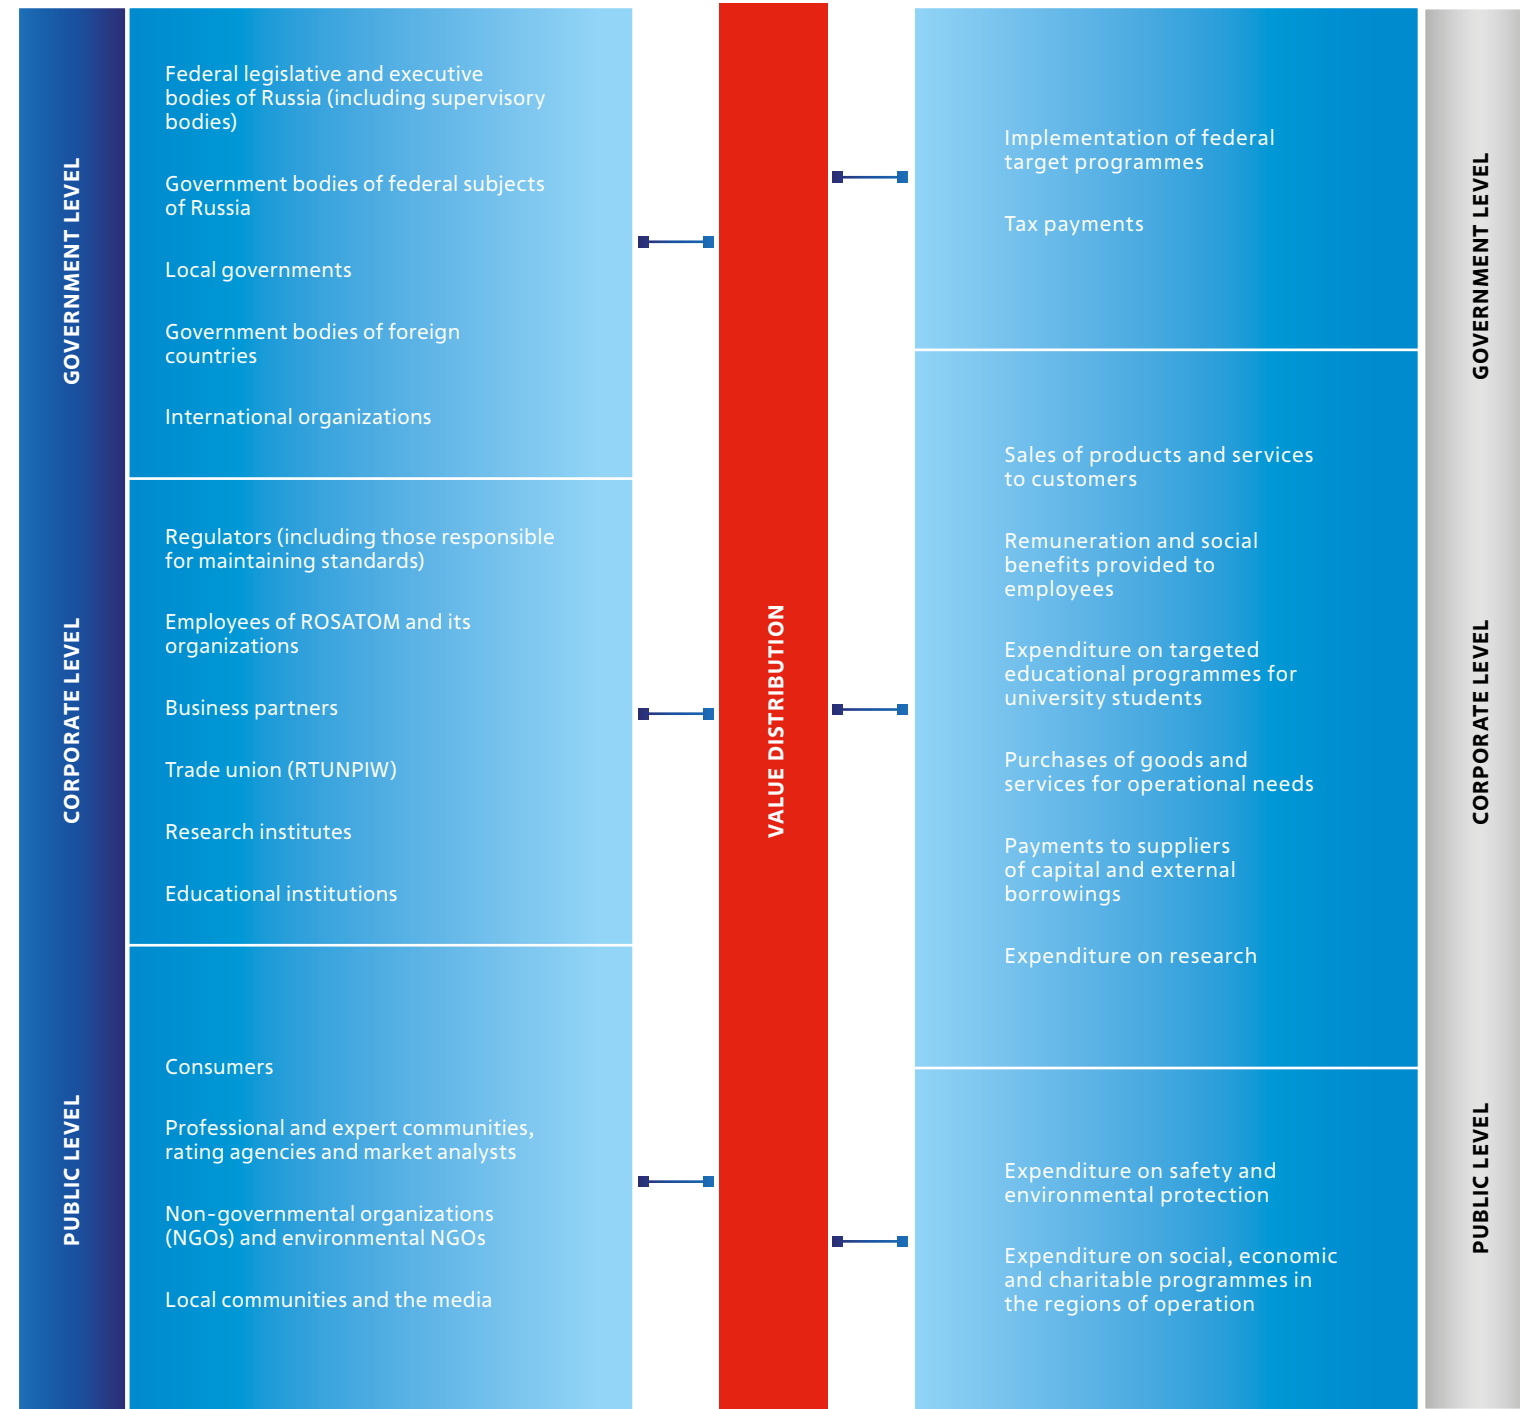 GOVERNMENT LEVEL
Federal legislative and executive
bodies of Russia (including supervisory
bodies)
Government bodies of federal subjects
of Russia
Local governments
Government bodies of foreign
countries
International organizations
CORPORATE LEVEL
Regulators (including those responsible
for maintaining standards)
Employees of ROSATOM and its
organizations
Business partners
Trade union (RTUNPIW)
Research institutes
Educational institutions
PUBLIC LEVEL
Consumers
Professional and expert communities,
rating agencies and market analysts
Non-governmental organizations
(NGOs) and environmental NGOs
Local communities and the media
VALUE DISTRIBUTION
Implementation of federal
target programmes
Tax payments
GOVERNMENT LEVEL
Sales of products and services
to customers
Remuneration and social
benefits provided to
employees
Expenditure on targeted
educational programmes for
university students
Purchases of goods and
services for operational needs
Payments to suppliers
of capital and external
borrowings
Expenditure on research
CORPORATE LEVEL
Expenditure on safety and
environmental protection
Expenditure on social, economic
and charitable programmes in
the regions of operation
PUBLIC LEVEL